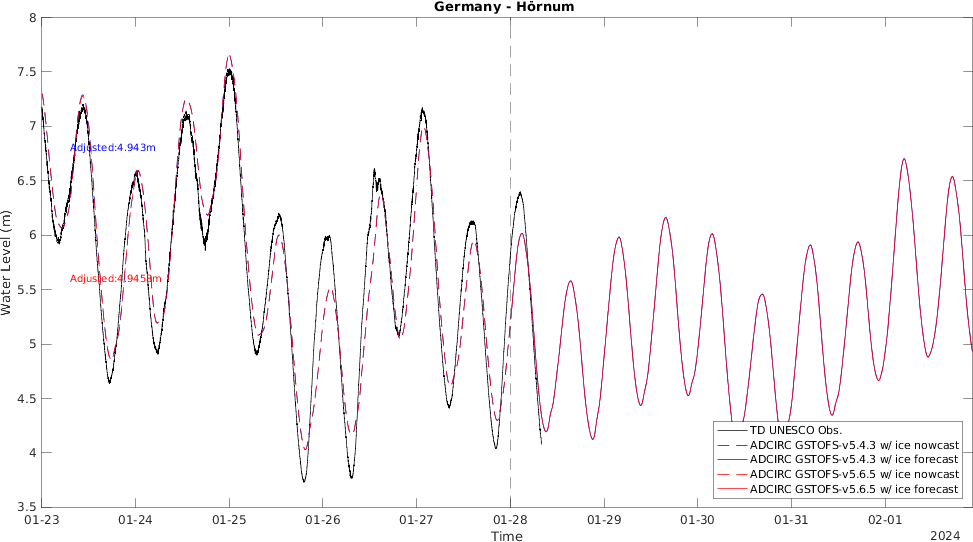 Germany - Hörnum
8
7.5
7
6.5
6
5.5
5
4.5
4
3.5
Water Level (m)
Adjusted:4.943m
Adjusted:4.9458m
TD UNESCO Obs.
ADCIRC GSTOFS-v5.4.3 w/ ice nowcast
ADCIRC GSTOFS-v5.4.3 w/ ice forecast
ADCIRC GSTOFS-v5.6.5 w/ ice nowcast
ADCIRC GSTOFS-v5.6.5 w/ ice forecast
01-23 01-24 01-25 01-26 01-27 01-28 01-29 01-30 01-31 02-01
Time
2024